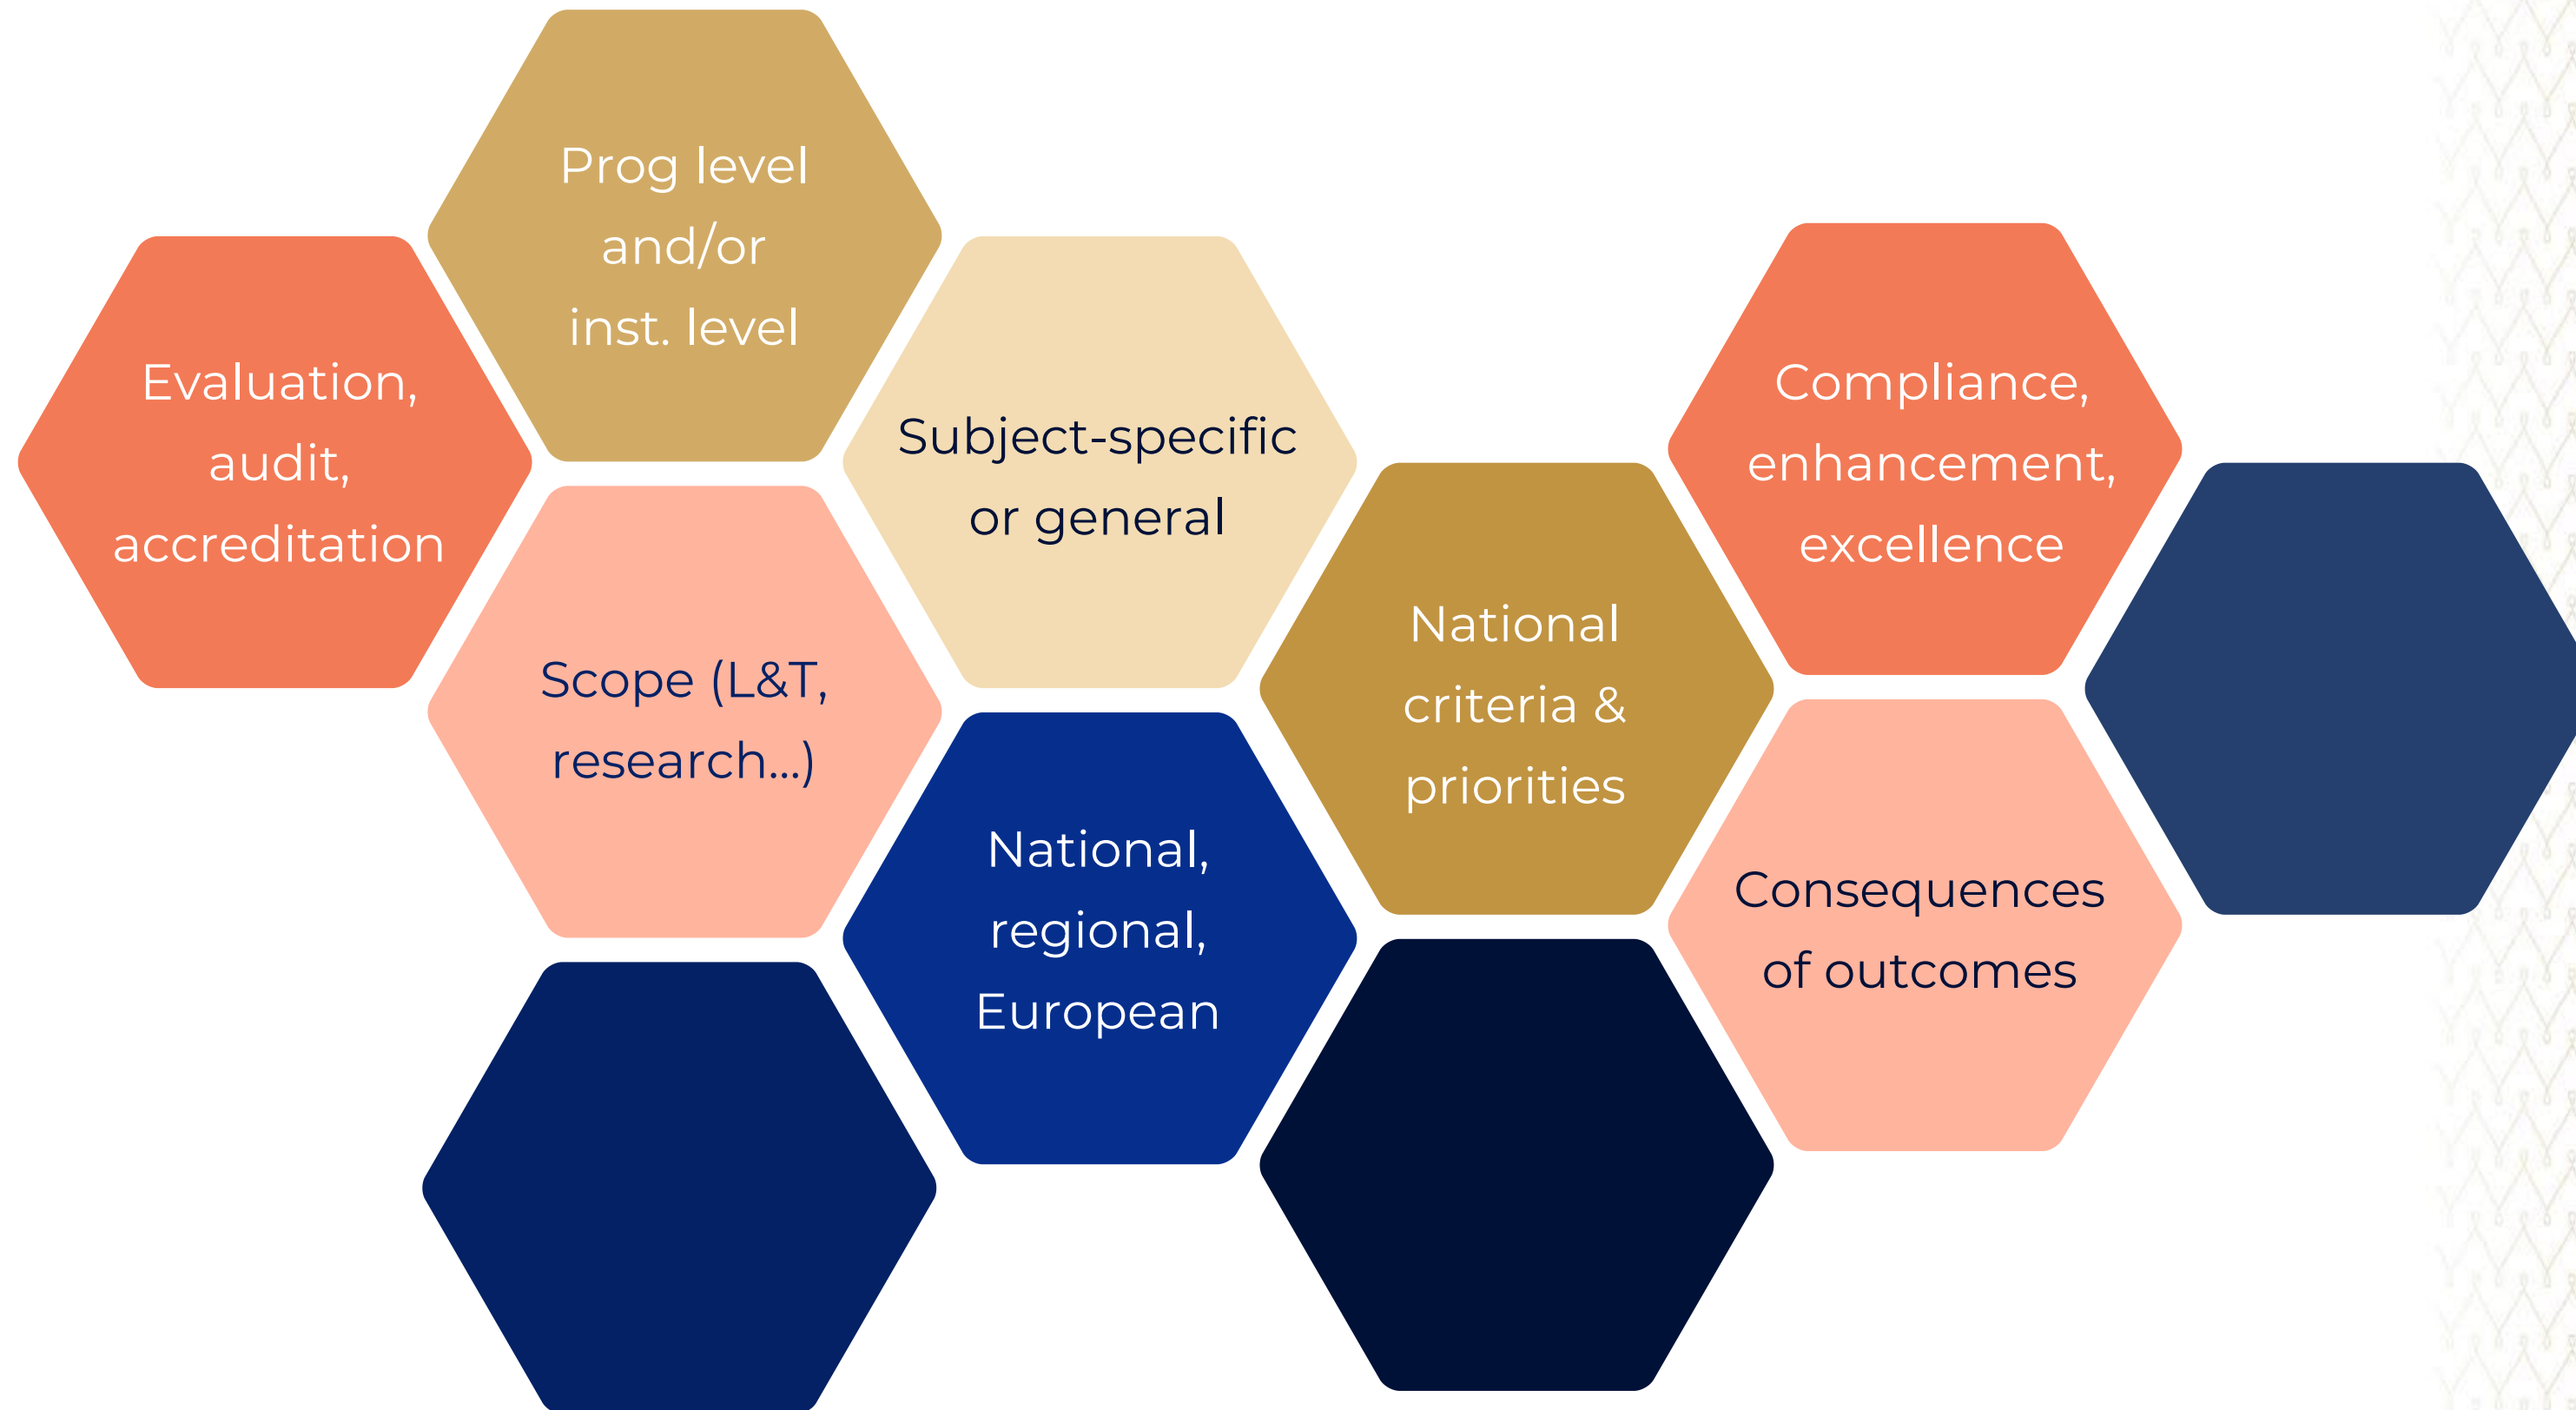 Prog level
and/or
inst. level
Evaluation,
audit,
accreditation
Subject-specific
or general
Compliance,
enhancement,
excellence
Scope (L&T,
research...)
National
criteria &
priorities
National,
regional,
European
Consequences
of outcomes